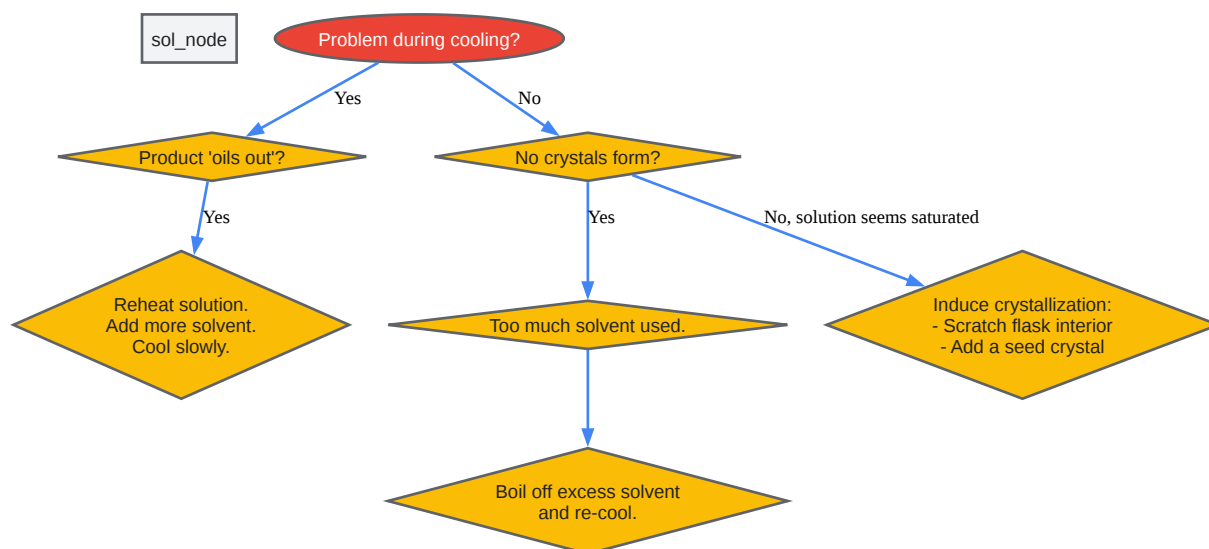 sol_node
Problem during cooling?
Yes
No
Product 'oils out'?
No crystals form?
Yes
Yes
No, solution seems saturated
Reheat solution.
Add more solvent.
Cool slowly.
Too much solvent used.
Induce crystallization:
- Scratch flask interior
- Add a seed crystal
Boil off excess solvent
and re-cool.